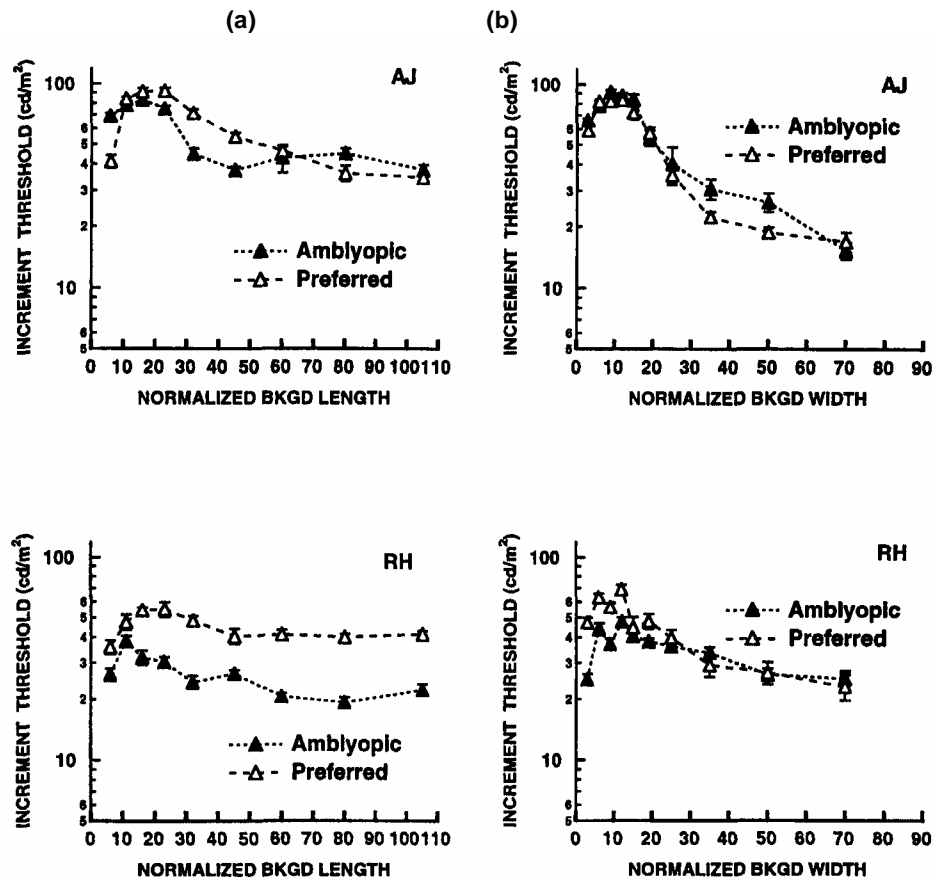 (a)
(b)
AJ
INCREMENT THRESHOLD (cd/m²)
100
6
5
4
3
2
10
6
5
Amblyopic
Preferred
0 10 20 30 40 50 60 70 80 90 100110
NORMALIZED BKGD LENGTH
AJ
INCREMENT THRESHOLD (cd/m²)
100
6
5
4
3
2
10
6
5
Amblyopic
Preferred
0 10 20 30 40 50 60 70 80 90
NORMALIZED BKGD WIDTH
RH
INCREMENT THRESHOLD (cd/m²)
100
6
5
4
3
2
10
6
5
Amblyopic
Preferred
0 10 20 30 40 50 60 70 80 90 100110
NORMALIZED BKGD LENGTH
RH
INCREMENT THRESHOLD (cd/m²)
100
6
5
4
3
2
10
6
5
Amblyopic
Preferred
0 10 20 30 40 50 60 70 80 90
NORMALIZED BKGD WIDTH